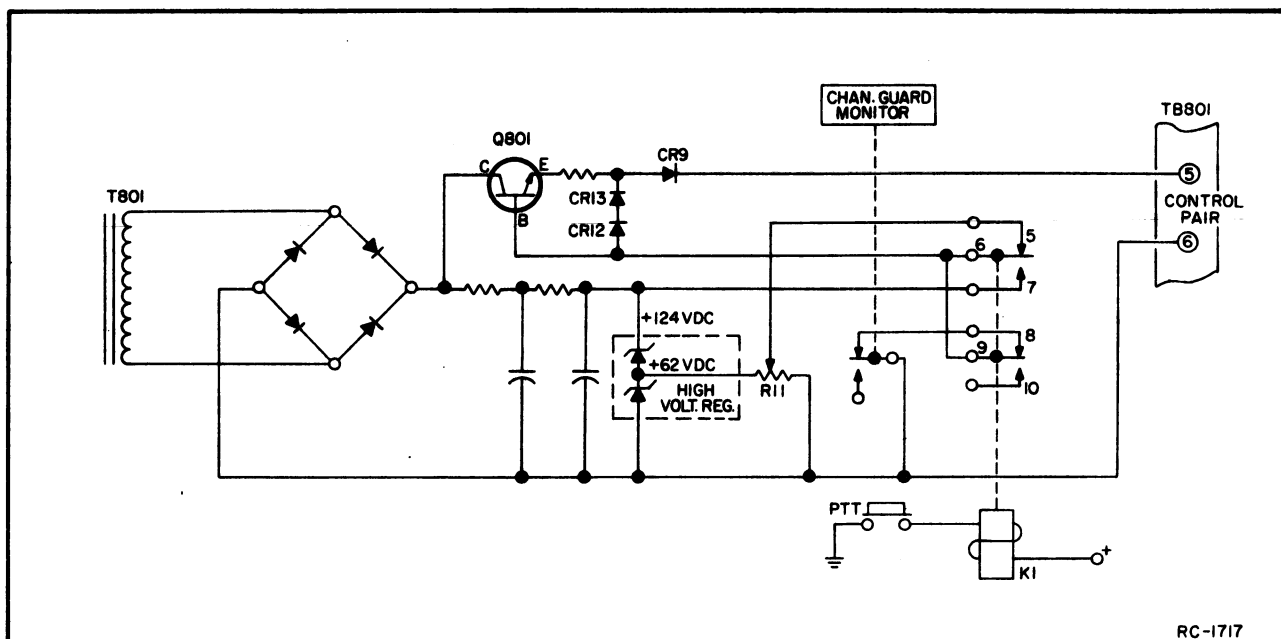 CHAN. GUARD
MONITOR
TB801
Q801
C
E
B
CR9
CR13
CR12
T801
5
CONTROL
PAIR
6
5
6
7
+124 VDC
+62 VDC
HIGH
VOLT. REG.
R11
8
9
10
PTT
K1
+
RC-1717